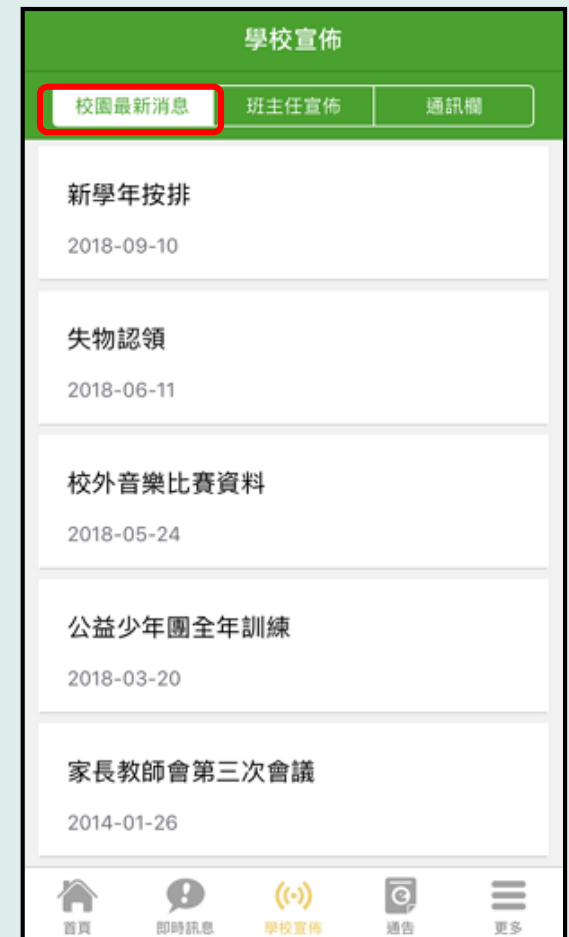 學校宣佈
校園最新消息 班主任宣佈 通訊欄
新學年按排
2018-09-10
失物認領
2018-06-11
校外音樂比賽資料
2018-05-24
公益少年團全年訓練
2018-03-20
家長教師會第三次會議
2014-01-26
首頁 即時訊息 學校宣佈 通告 更多